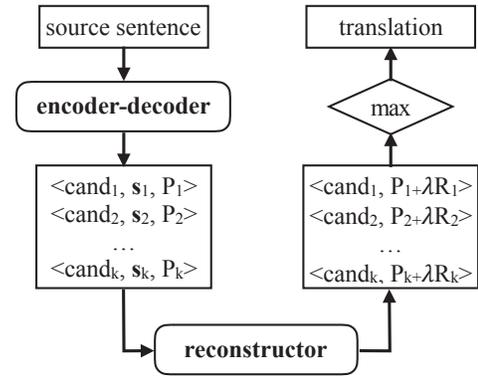 source sentence
encoder-decoder
<cand₁, s₁, P₁>
<cand₂, s₂, P₂>
…
<candₖ, sₖ, Pₖ>
reconstructor
<cand₁, P₁₊λR₁>
<cand₂, P₂₊λR₂>
…
<candₖ, Pₖ₊λRₖ>
max
translation